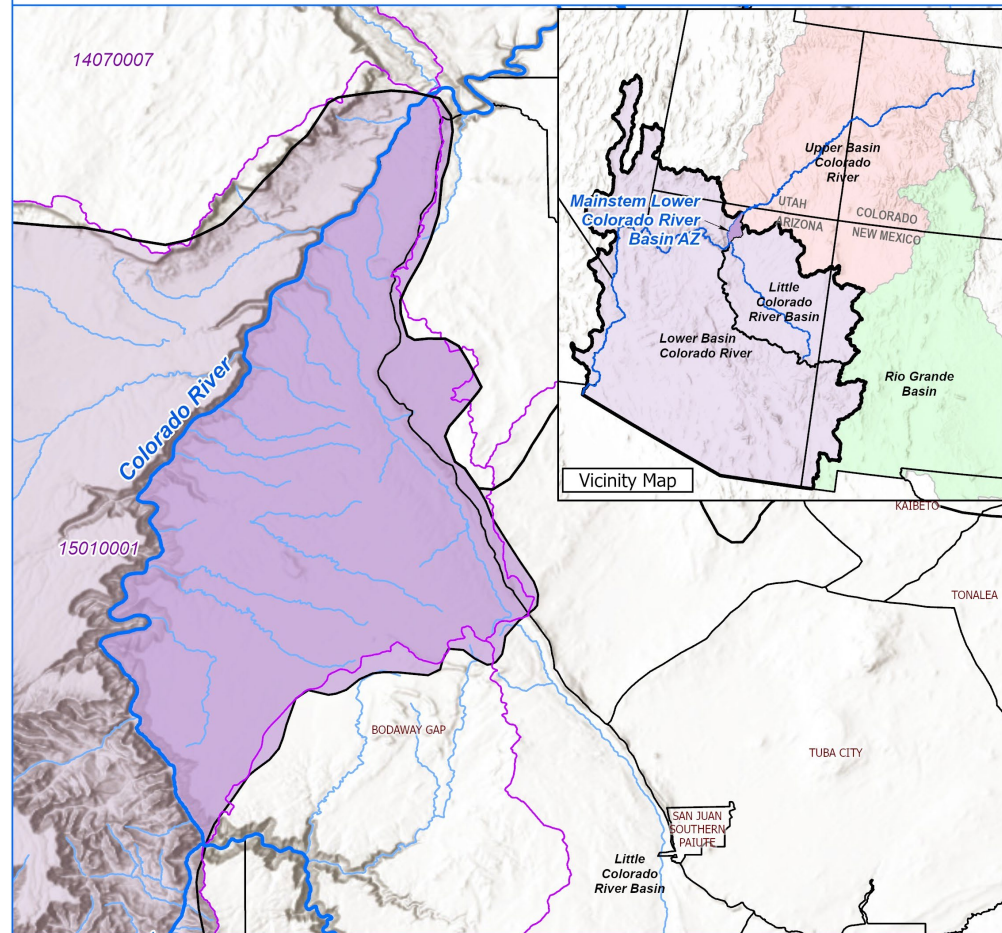 14070007
Upper Basin
Colorado
River
UTAH
COLORADO
ARIZONA
NEW MEXICO
Mainstem Lower
Colorado River
Basin AZ
Little
Colorado
River Basin
Lower Basin
Colorado River
Rio Grande
Basin
Vicinity Map
Colorado River
15010001
KAIBETO
TONALEA
BODAWAY GAP
TUBA CITY
SAN JUAN
SOUTHERN
PAIUTE
Little
Colorado
River Basin